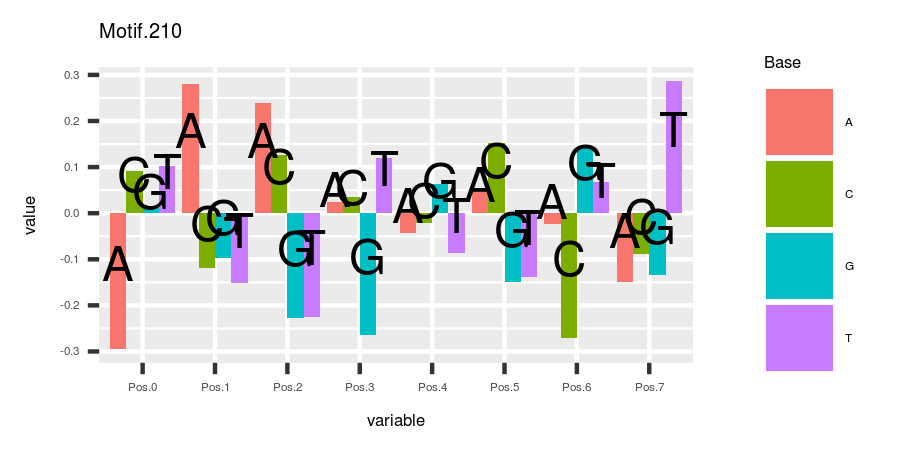 Motif.210
value
0.3
0.2
0.1
0.0
-0.1
-0.2
-0.3
A C G T
A C G T
A C G T
A C G T
A C G T
A C G T
A C G T
A C G T
Pos.0 Pos.1 Pos.2 Pos.3 Pos.4 Pos.5 Pos.6 Pos.7
variable
Base
A
C
G
T